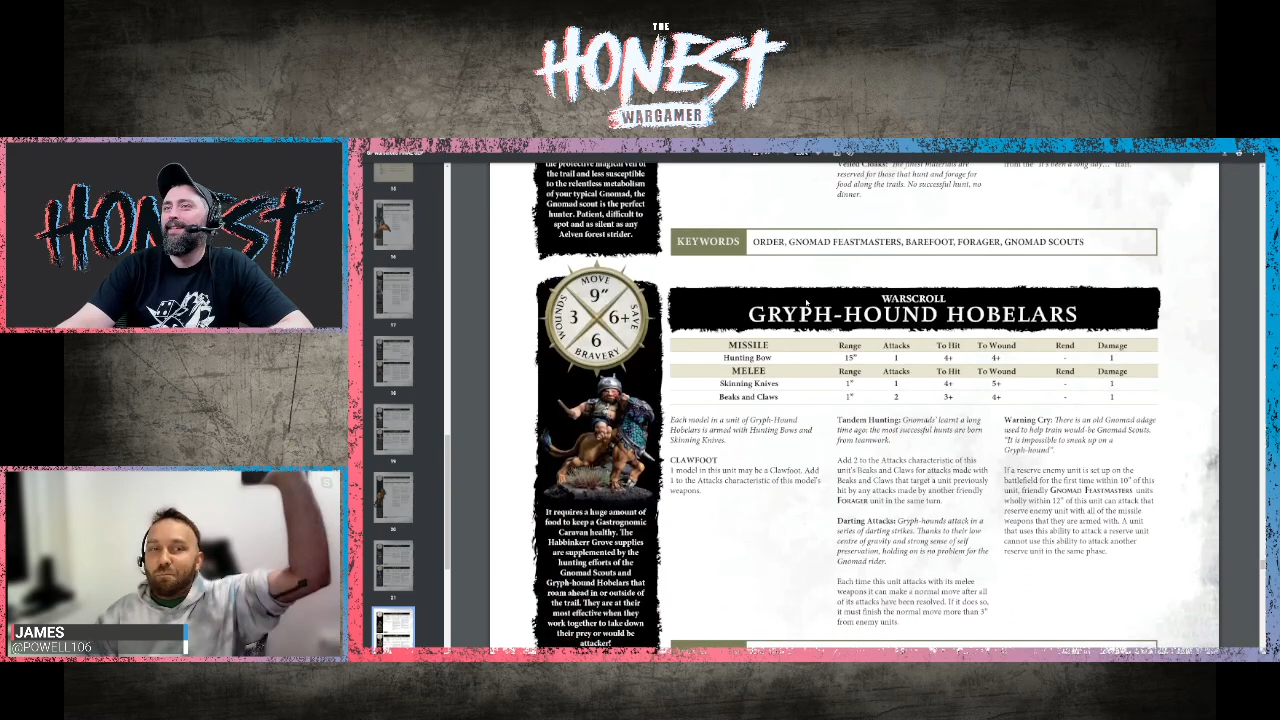 THE
HONEST
WARGAMER
HONEST
JAMES
@POWELL106
16
17
18
19
20
21
the protective magical veil of
the trail and less susceptible
to the relentless metabolism
of your typical Gnomad, the
Gnomad scout is the perfect
hunter. Patient, difficult to
spot and as silent as any
Aelven forest strider.
Veiled Cloaks: The finest materials are
reserved for those that hunt and forage for
food along the trails. No successful hunt, no
dinner.
from the "It's been a long day..." trait.
KEYWORDS ORDER, GNOMAD FEASTMASTERS, BAREFOOT, FORAGER, GNOMAD SCOUTS
MOVE
9"
WOUNDS 3 6+ SAVE
6
BRAVERY
WARSCROLL
GRYPH-HOUND HOBELARS
MISSILE Range Attacks To Hit To Wound Rend Damage
Hunting Bow 15" 1 4+ 4+ - 1
MELEE Range Attacks To Hit To Wound Rend Damage
Skinning Knives 1" 1 4+ 5+ - 1
Beaks and Claws 1" 2 3+ 4+ - 1
Each model in a unit of Gryph-Hound
Hobelars is armed with Hunting Bows and
Skinning Knives.
CLAWFOOT
1 model in this unit may be a Clawfoot. Add
1 to the Attacks characteristic of this model's
weapons.
Tandem Hunting: Gnomads' learnt a long
time ago: the most successful hunts are born
from teamwork.
Add 2 to the Attacks characteristic of this
unit's Beaks and Claws for attacks made with
Beaks and Claws that target a unit previously
hit by any attacks made by another friendly
FORAGER unit in the same turn.
Darting Attacks: Gryph-hounds attack in a
series of darting strikes. Thanks to their low
centre of gravity and strong sense of self
preservation, holding on is no problem for the
Gnomad rider.
Each time this unit attacks with its melee
weapons it can make a normal move after all
of its attacks have been resolved. If it does so,
it must finish the normal move more than 3"
from enemy units.
Warning Cry: There is an old Gnomad adage
used to help train would-be Gnomad Scouts.
"It is impossible to sneak up on a
Gryph-hound".
If a reserve enemy unit is set up on the
battlefield for the first time within 10" of this
unit, friendly GNOMAD FEASTMASTERS units
wholly within 12" of this unit can attack that
reserve enemy unit with all of the missile
weapons that they are armed with. A unit
that uses this ability to attack a reserve unit
cannot use this ability to attack another
reserve unit in the same phase.
It requires a huge amount of
food to keep a Gastrognomic
Caravan healthy. The
Habbinkerr Grove supplies
are supplemented by the
hunting efforts of the
Gnomad Scouts and
Gryph-hound Hobelars that
roam ahead in or outside of
the trail. They are at their
most effective when they
work together to take down
their prey or would be
attacker!